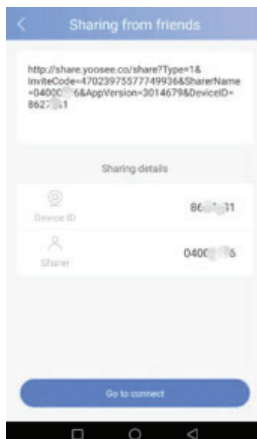 Sharing from friends
http://share.yoosee.co/share?Type=1&
InviteCode=47023975577749936&SharerName
&AppVersion=3014679&DeviceID=
Sharing details
Device ID
Sharer
Go to connect